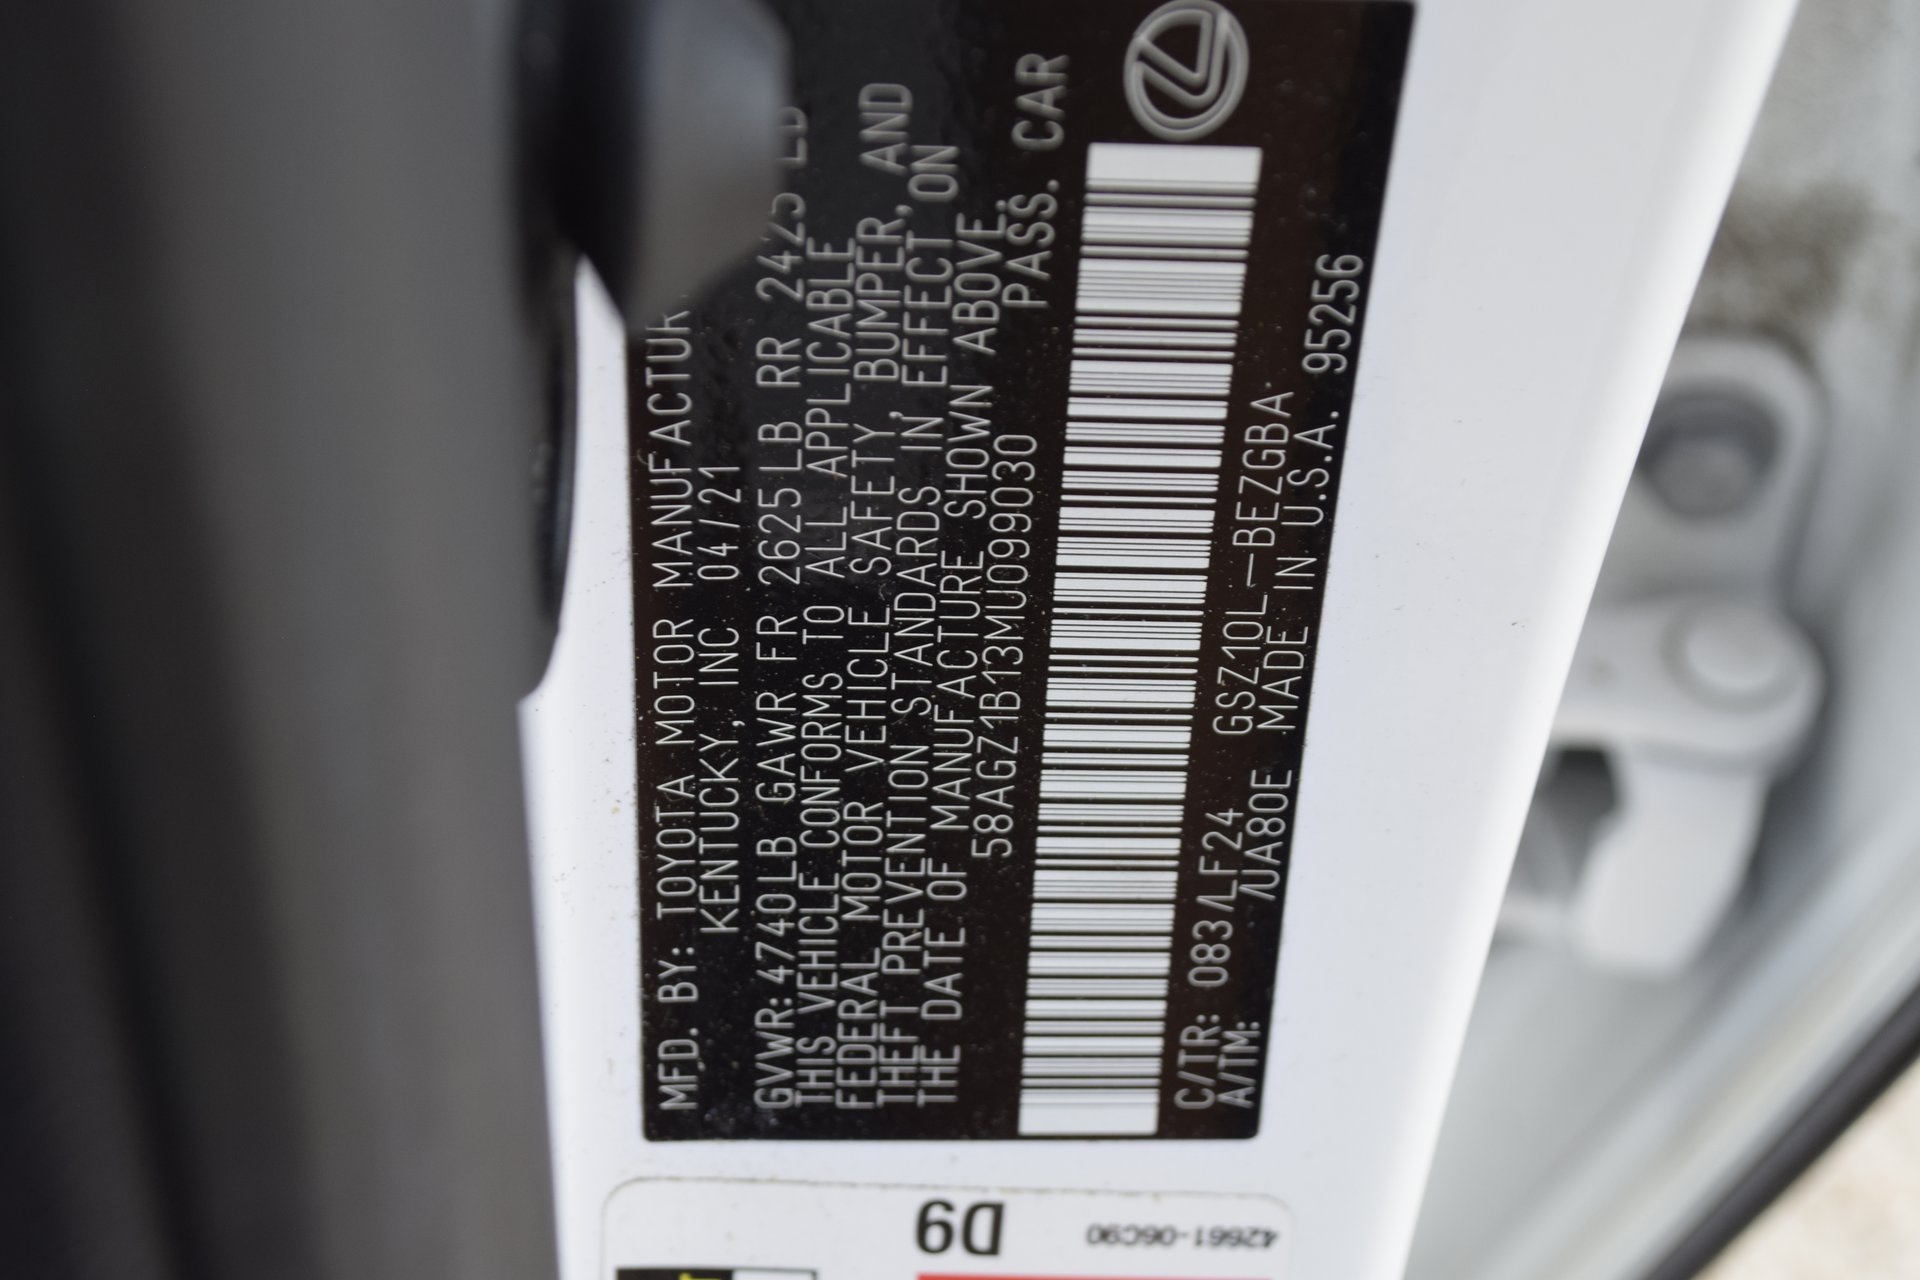 MFD. BY: TOYOTA MOTOR
KENTUCKY, INC 04/21
GVWR: 4740LB GAWR FR 2625LB RR 2425 LB
THIS VEHICLE CONFORMS TO ALL APPLICABLE
FEDERAL MOTOR VEHICLE SAFETY, BUMPER, AND
THEFT PREVENTION STANDARDS IN EFFECT ON
THE DATE OF MANUFACTURE SHOWN ABOVE.
58AGZ1B13MU099030 PASS. CAR
C/TR: 083/LF24 GSZ10L-BEZGBA
A/TM: /UA80E MADE IN U.S.A. 95256
D9
42661-06C90